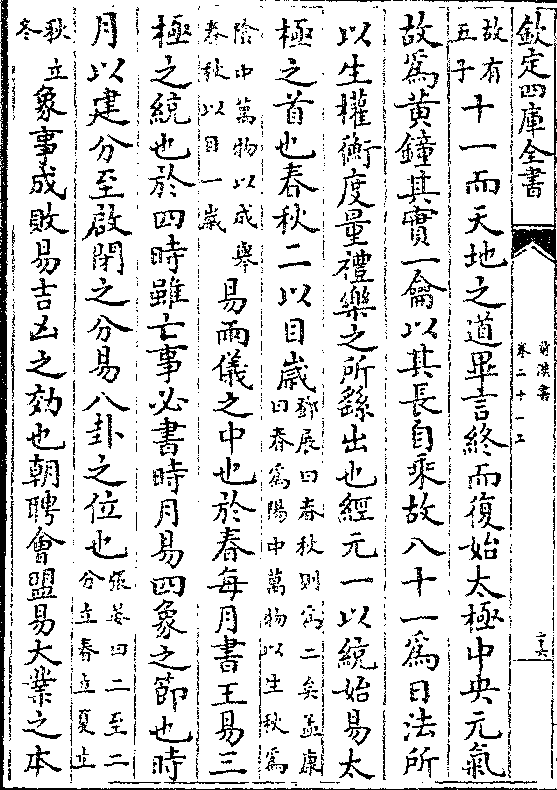 欽定四庫全書
前漢書
卷二十一上
故有
五子
十一而天地之道畢言終而復始太極中央元氣
故爲黄鐘其實一龠以其長自乘故八十一爲日法所
以生權衡度量禮樂之所繇出也經元一以統始易太
極之首也春秋二以目歲
鄧展曰春秋則爲二矣孟康
曰春爲陽中萬物以生秋爲
陰中萬物以成舉
春秋以目一歲
易兩儀之中也於春每月書王易三
極之統也於四時雖亡事必書時月易四象之節也時
月以建分至啟閉之分易八卦之位也
張晏曰二至二
分立春立夏立
秋立
冬
象事成敗易吉凶之効也朝聘會盟易大業之本